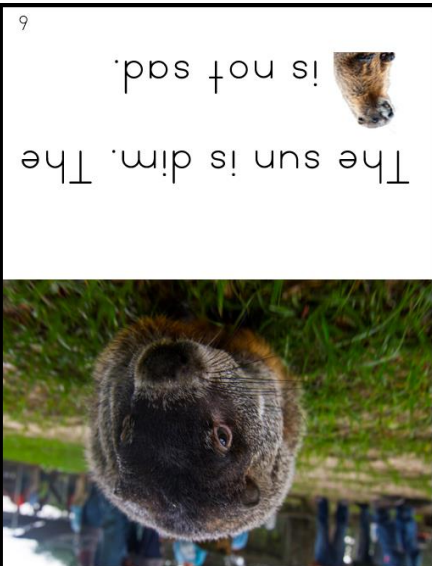 The sun is dim. The
is not sad.
6